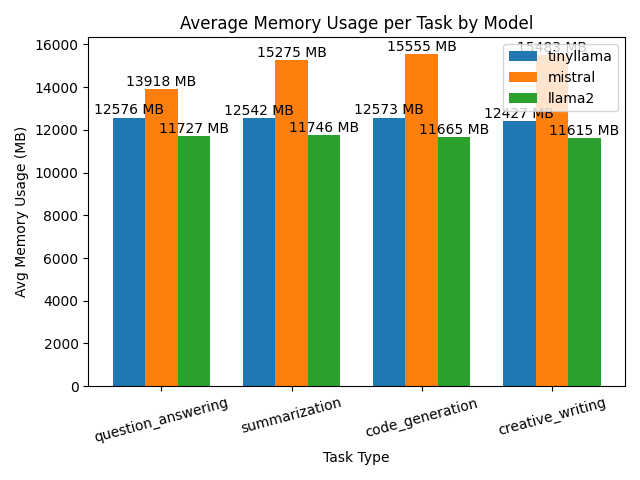 Average Memory Usage per Task by Model
16000
14000
12000
10000
8000
6000
4000
2000
0
Avg Memory Usage (MB)
12576 MB
13918 MB
11727 MB
12542 MB
15275 MB
11746 MB
12573 MB
15555 MB
11665 MB
12427 MB
15483 MB
11615 MB
tinyllama
mistral
llama2
question_answering
summarization
code_generation
creative_writing
Task Type